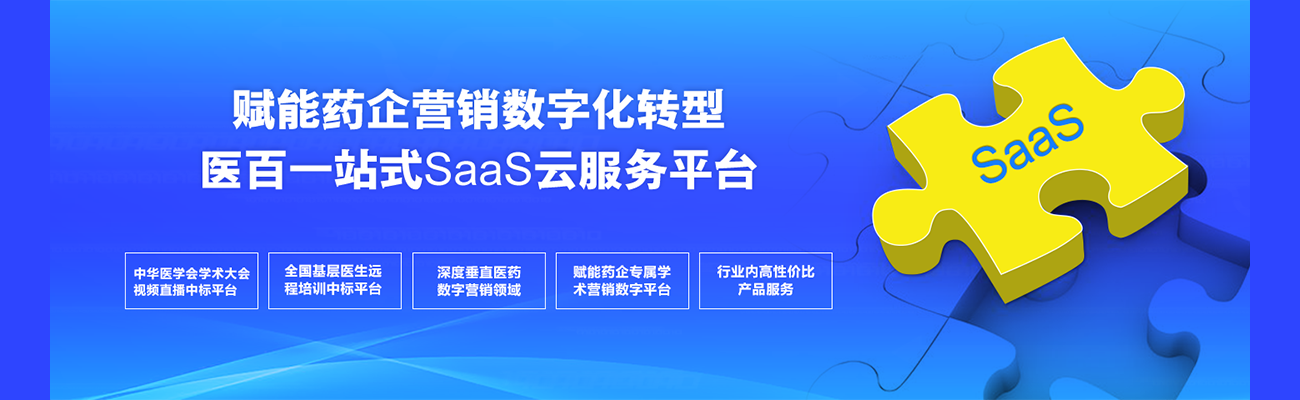 赋能药企营销数字化转型
医百一站式SaaS云服务平台
中华医学会学术大会
视频直播中标平台
全国基层医生远
程培训中标平台
深度垂直医药
数字营销领域
赋能药企专属学
术营销数字平台
行业内高性价比
产品服务
SaaS